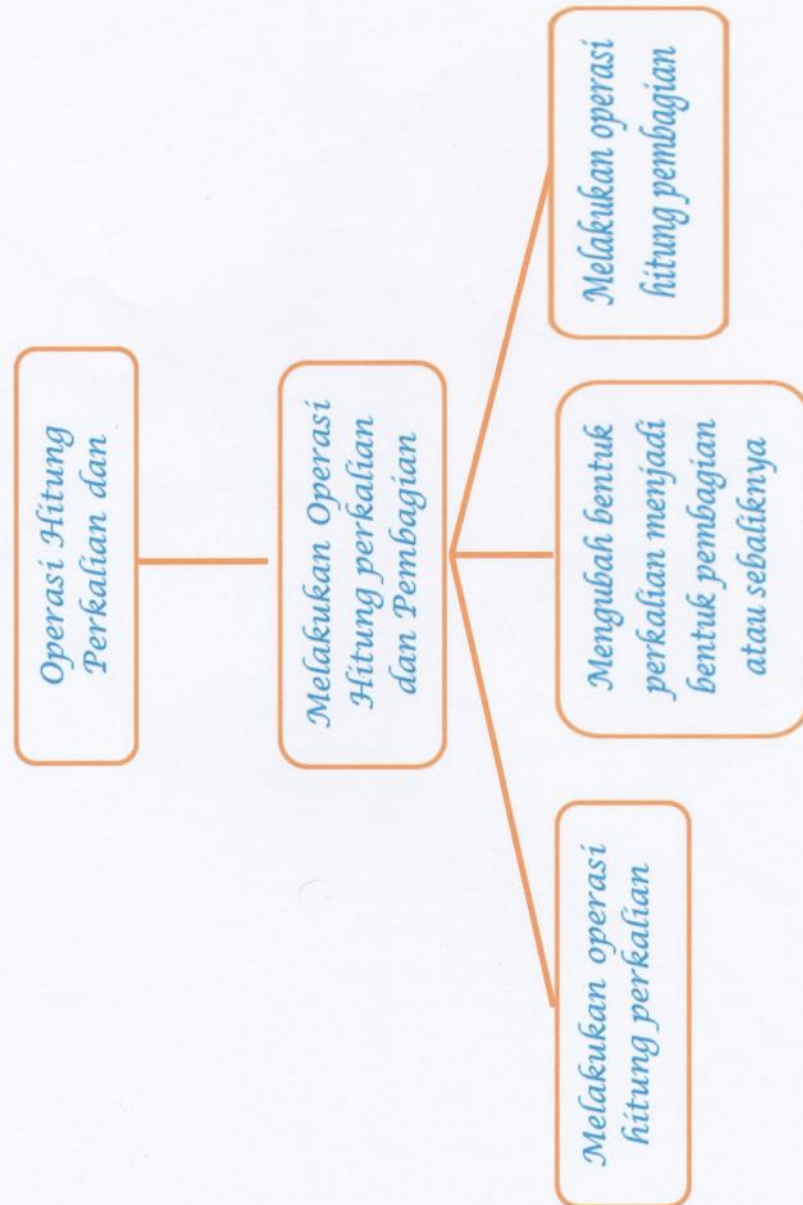 Operasi Hitung
Perkalian dan
Melakukan Operasi
Hitung perkalian
dan Pembagian
Melakukan operasi
hitung perkalian
Mengubah bentuk
perkalian menjadi
bentuk pembagian
atau sebaliknya
Melakukan operasi
hitung pembagian